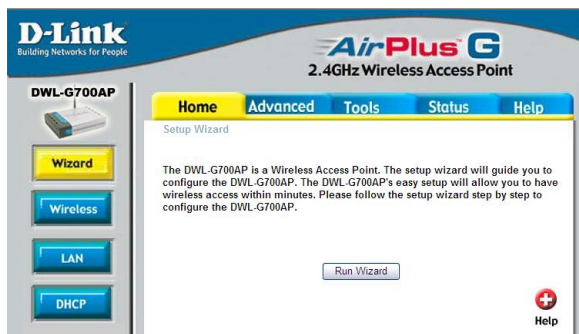 D-Link
Building Networks for People
AirPlus G
2.4GHz Wireless Access Point
DWL-G700AP
Home
Advanced
Tools
Status
Help
Setup Wizard
Wizard
Wireless
LAN
DHCP
The DWL-G700AP is a Wireless Access Point. The setup wizard will guide you to
configure the DWL-G700AP. The DWL-G700AP's easy setup will allow you to have
wireless access within minutes. Please follow the setup wizard step by step to
configure the DWL-G700AP.
Run Wizard
Help